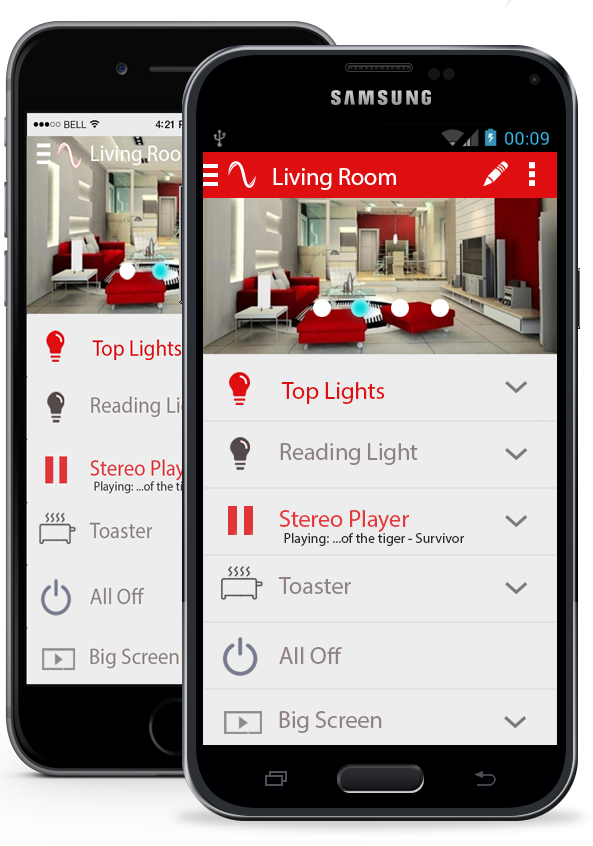 BELL
4:21
Living Roo
Top Lights
Reading Li
Stereo Play
Playing: ...of the ti
Toaster
All Off
Big Screen
SAMSUNG
00:09
Living Room
Top Lights
Reading Light
Stereo Player
Playing: ...of the tiger - Survivor
Toaster
All Off
Big Screen